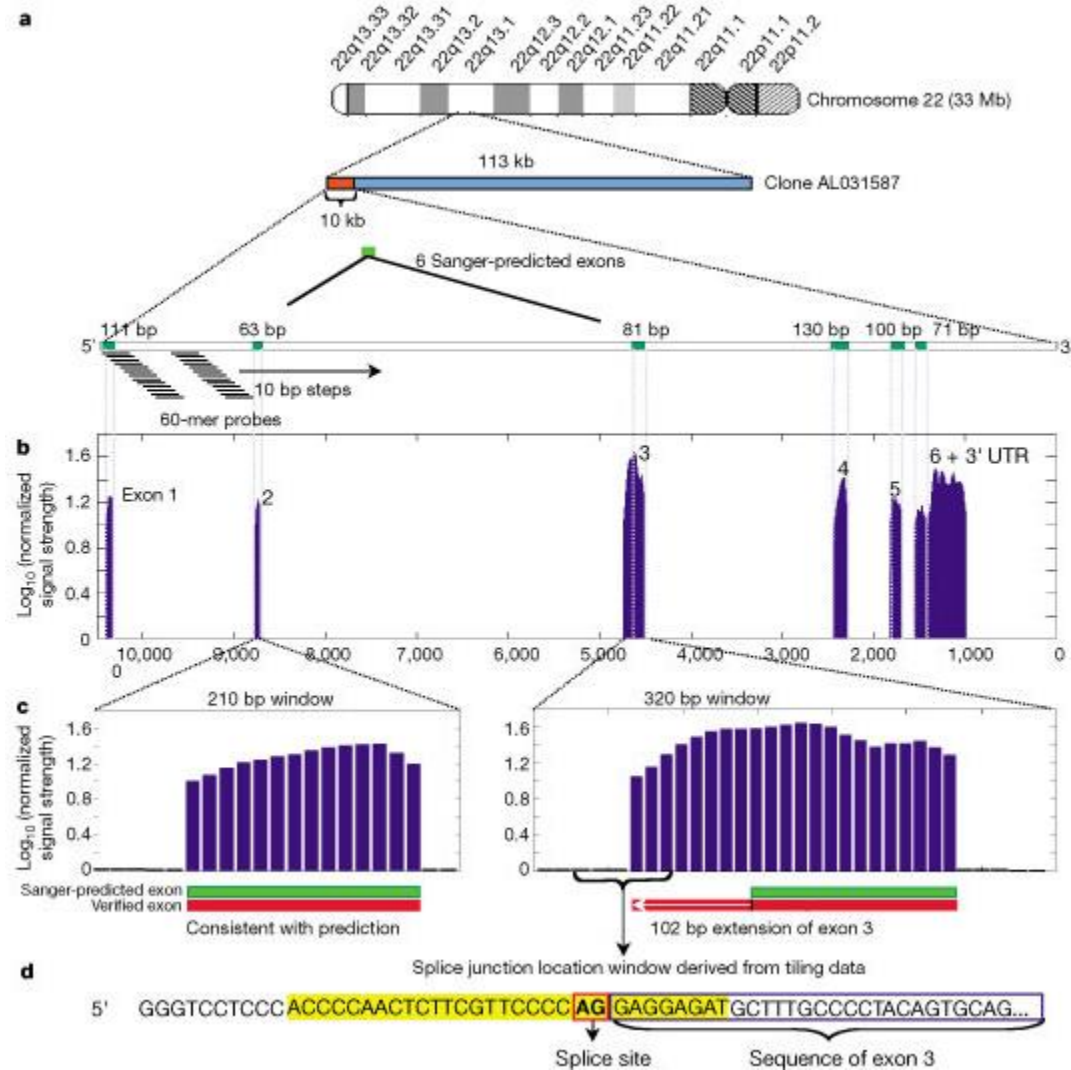 a
22q13.33
22q13.32
22q13.31
22q13.2
22q13.1
22q12.3
22q12.2
22q12.1
22q11.23
22q11.22
22q11.21
22q11.1
22p11.1
22p11.2
Chromosome 22 (33 Mb)
113 kb
Clone AL031587
10 kb
6 Sanger-predicted exons
111 bp 63 bp 81 bp 130 bp 100 bp 71 bp
5' 3
10 bp steps
60-mer probes
b
Log10 (normalized
signal strength)
1.6
1.2
0.8
0.4
0
Exon 1 2 3 4 5 6 + 3' UTR
10,000 9,000 8,000 7,000 6,000 5,000 4,000 3,000 2,000 1,000 0
0
c
210 bp window 320 bp window
Log10 (normalized
signal strength)
1.6
1.2
0.8
0.4
0
1.6
1.2
0.8
0.4
0
Sanger-predicted exon
Verified exon
Consistent with prediction 102 bp extension of exon 3
Splice junction location window derived from tiling data
d
5' GGGTCCTCCCACCCCAACTCTTCGTTCCCCAGGAGGAGATGCTTTGCCCCTACAGTGCAG...
Splice site Sequence of exon 3